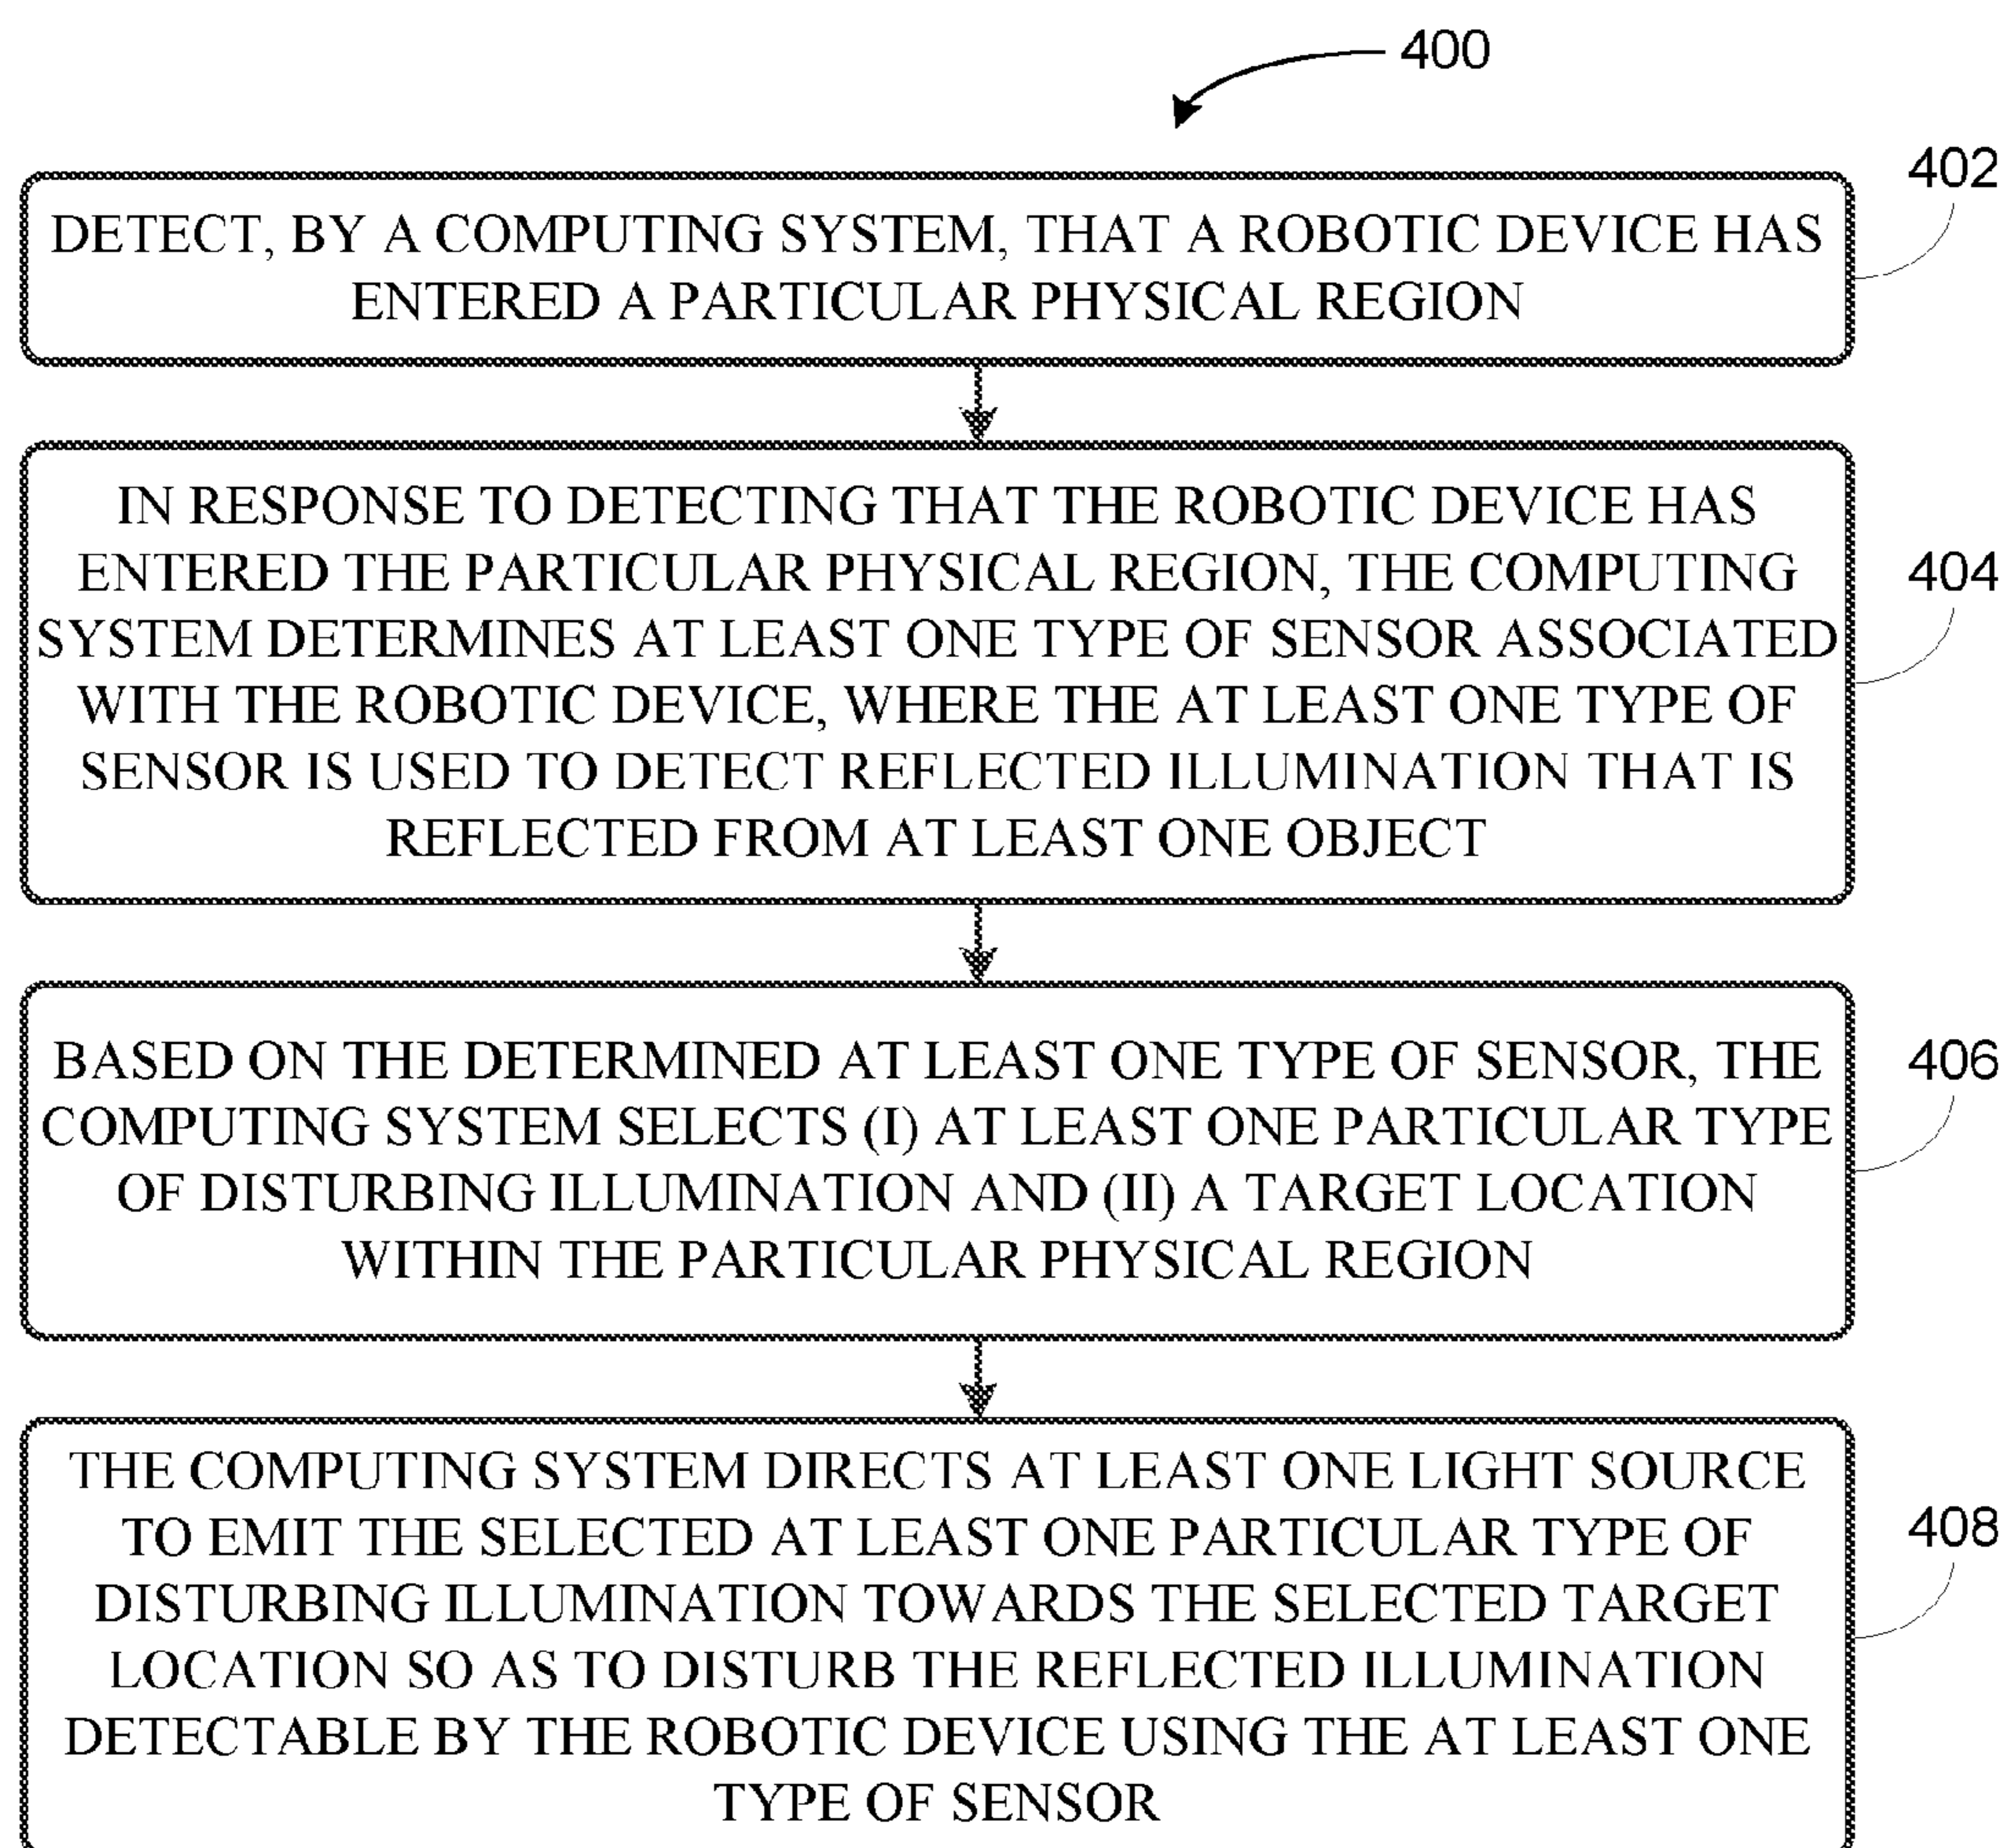 400
402
DETECT, BY A COMPUTING SYSTEM, THAT A ROBOTIC DEVICE HAS
ENTERED A PARTICULAR PHYSICAL REGION
404
IN RESPONSE TO DETECTING THAT THE ROBOTIC DEVICE HAS
ENTERED THE PARTICULAR PHYSICAL REGION, THE COMPUTING
SYSTEM DETERMINES AT LEAST ONE TYPE OF SENSOR ASSOCIATED
WITH THE ROBOTIC DEVICE, WHERE THE AT LEAST ONE TYPE OF
SENSOR IS USED TO DETECT REFLECTED ILLUMINATION THAT IS
REFLECTED FROM AT LEAST ONE OBJECT
406
BASED ON THE DETERMINED AT LEAST ONE TYPE OF SENSOR, THE
COMPUTING SYSTEM SELECTS (I) AT LEAST ONE PARTICULAR TYPE
OF DISTURBING ILLUMINATION AND (II) A TARGET LOCATION
WITHIN THE PARTICULAR PHYSICAL REGION
408
THE COMPUTING SYSTEM DIRECTS AT LEAST ONE LIGHT SOURCE
TO EMIT THE SELECTED AT LEAST ONE PARTICULAR TYPE OF
DISTURBING ILLUMINATION TOWARDS THE SELECTED TARGET
LOCATION SO AS TO DISTURB THE REFLECTED ILLUMINATION
DETECTABLE BY THE ROBOTIC DEVICE USING THE AT LEAST ONE
TYPE OF SENSOR